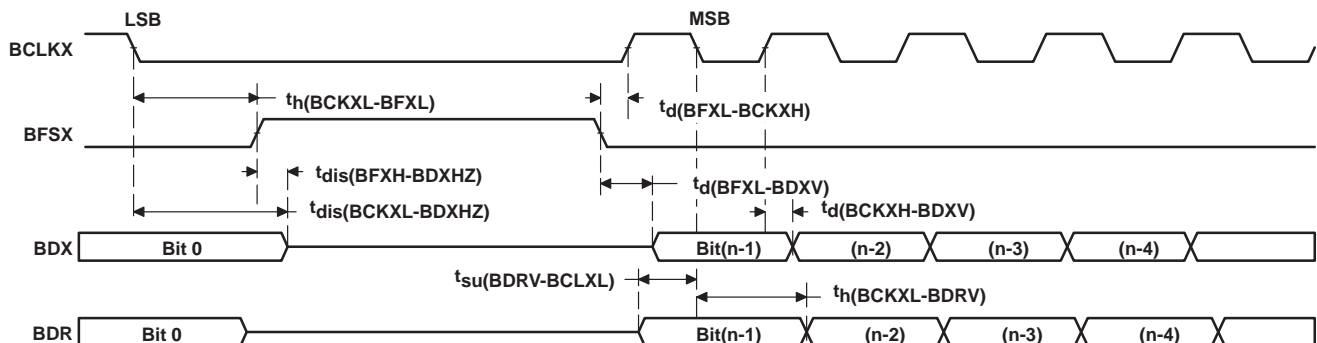 LSB MSB
BCLKX
th(BCKXL-BFXL) td(BFXL-BCKXH)
BFSX
tdis(BFXH-BDXHZ) td(BFXL-BDXV)
tdis(BCKXL-BDXHZ) td(BCKXH-BDXV)
BDX Bit 0 Bit(n-1) (n-2) (n-3) (n-4)
tsu(BDRV-BCLXL) th(BCKXL-BDRV)
BDR Bit 0 Bit(n-1) (n-2) (n-3) (n-4)